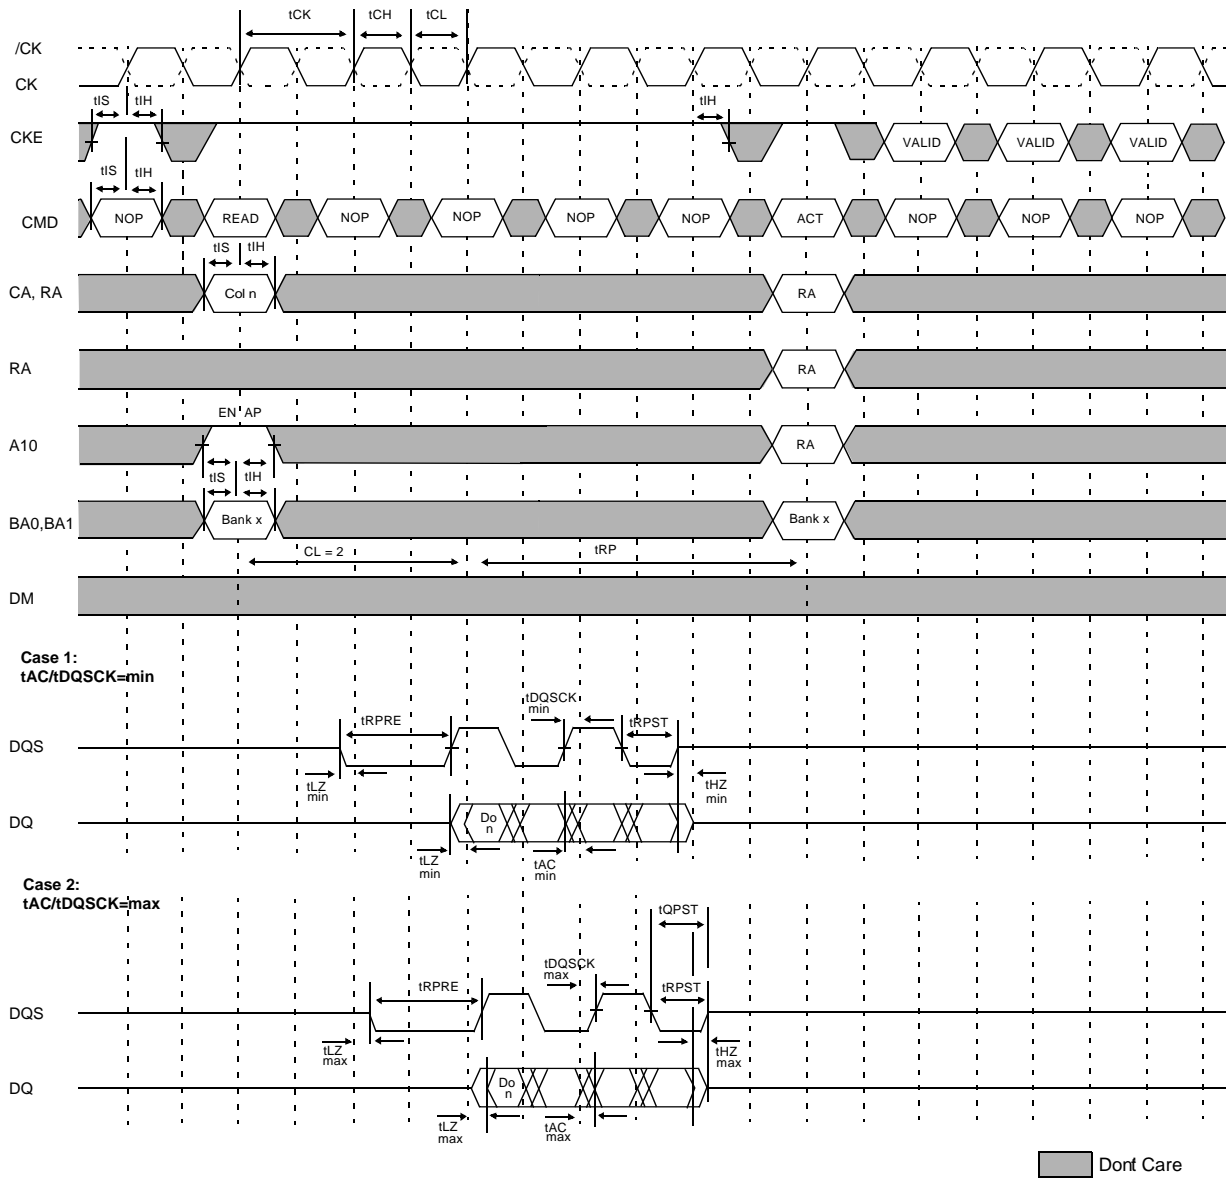 tCK tCH tCL
/CK
CK
tIS tIH tIH
CKE VALID VALID VALID
tIS tIH
CMD NOP READ NOP NOP NOP NOP ACT NOP NOP NOP
tIS tIH
CA, RA Col n RA
RA RA
EN AP
A10 RA
tIS tIH
BA0,BA1 Bank x Bank x
CL = 2 tRP
DM
Case 1:
tAC/tDQSCK=min
tDQSCK
min
tRPRE tRPST
DQS
tLZ
min
tHZ
min
DQ Do
n
tLZ
min
tAC
min
Case 2:
tAC/tDQSCK=max
tQPST
tDQSCK
max
tRPRE tRPST
DQS
tLZ
max
tHZ
max
DQ Do
n
tLZ
max
tAC
max
Dont Care